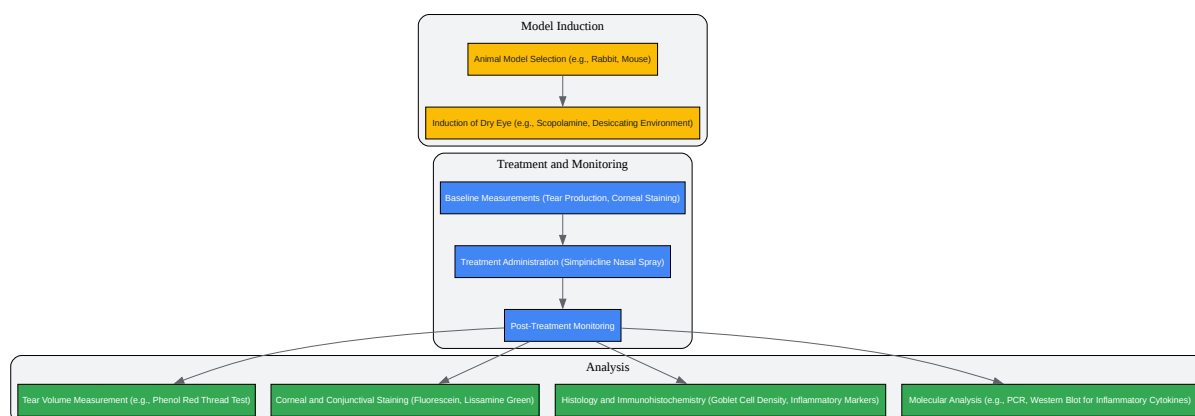 Model Induction
Animal Model Selection (e.g., Rabbit, Mouse)
Induction of Dry Eye (e.g., Scopolamine, Desiccating Environment)
Treatment and Monitoring
Baseline Measurements (Tear Production, Corneal Staining)
Treatment Administration (Simpinicline Nasal Spray)
Post-Treatment Monitoring
Analysis
Tear Volume Measurement (e.g., Phenol Red Thread Test)
Corneal and Conjunctival Staining (Fluorescein, Lissamine Green)
Histology and Immunohistochemistry (Goblet Cell Density, Inflammatory Markers)
Molecular Analysis (e.g., PCR, Western Blot for Inflammatory Cytokines)